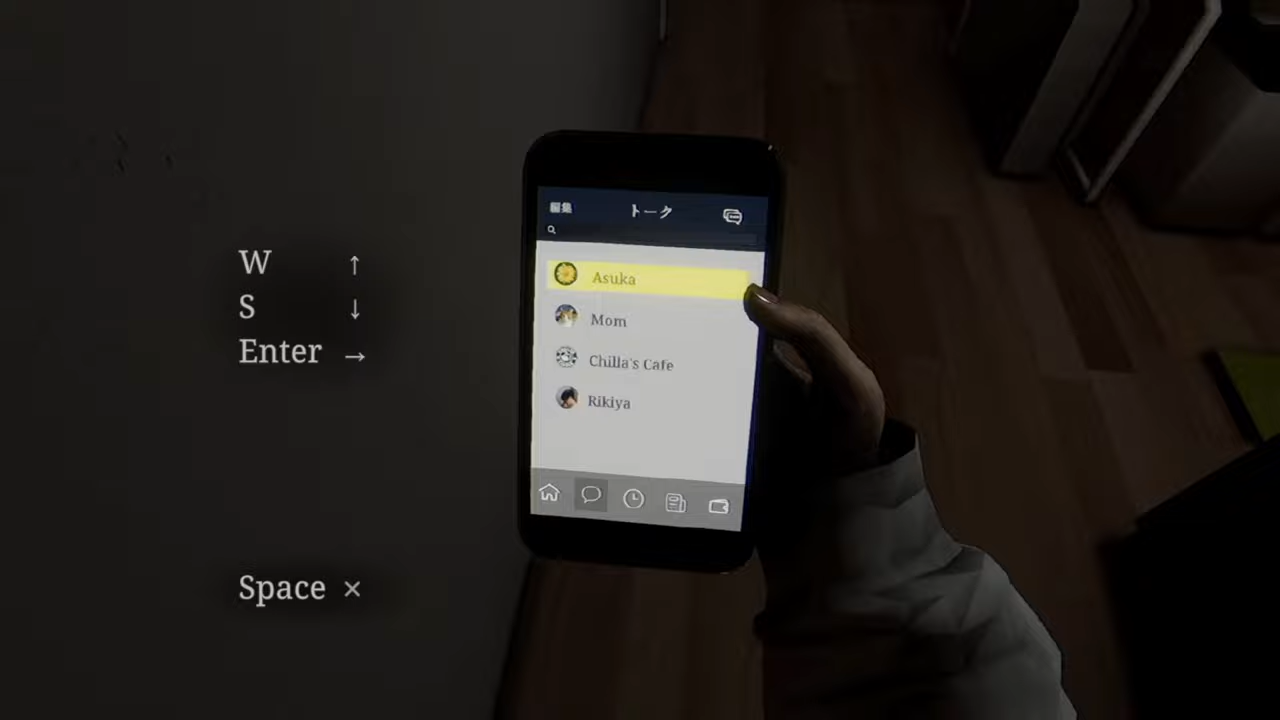 編集
トーク
Asuka
Mom
Chilla's Cafe
Rikiya
W ↑
S ↓
Enter →
Space ×